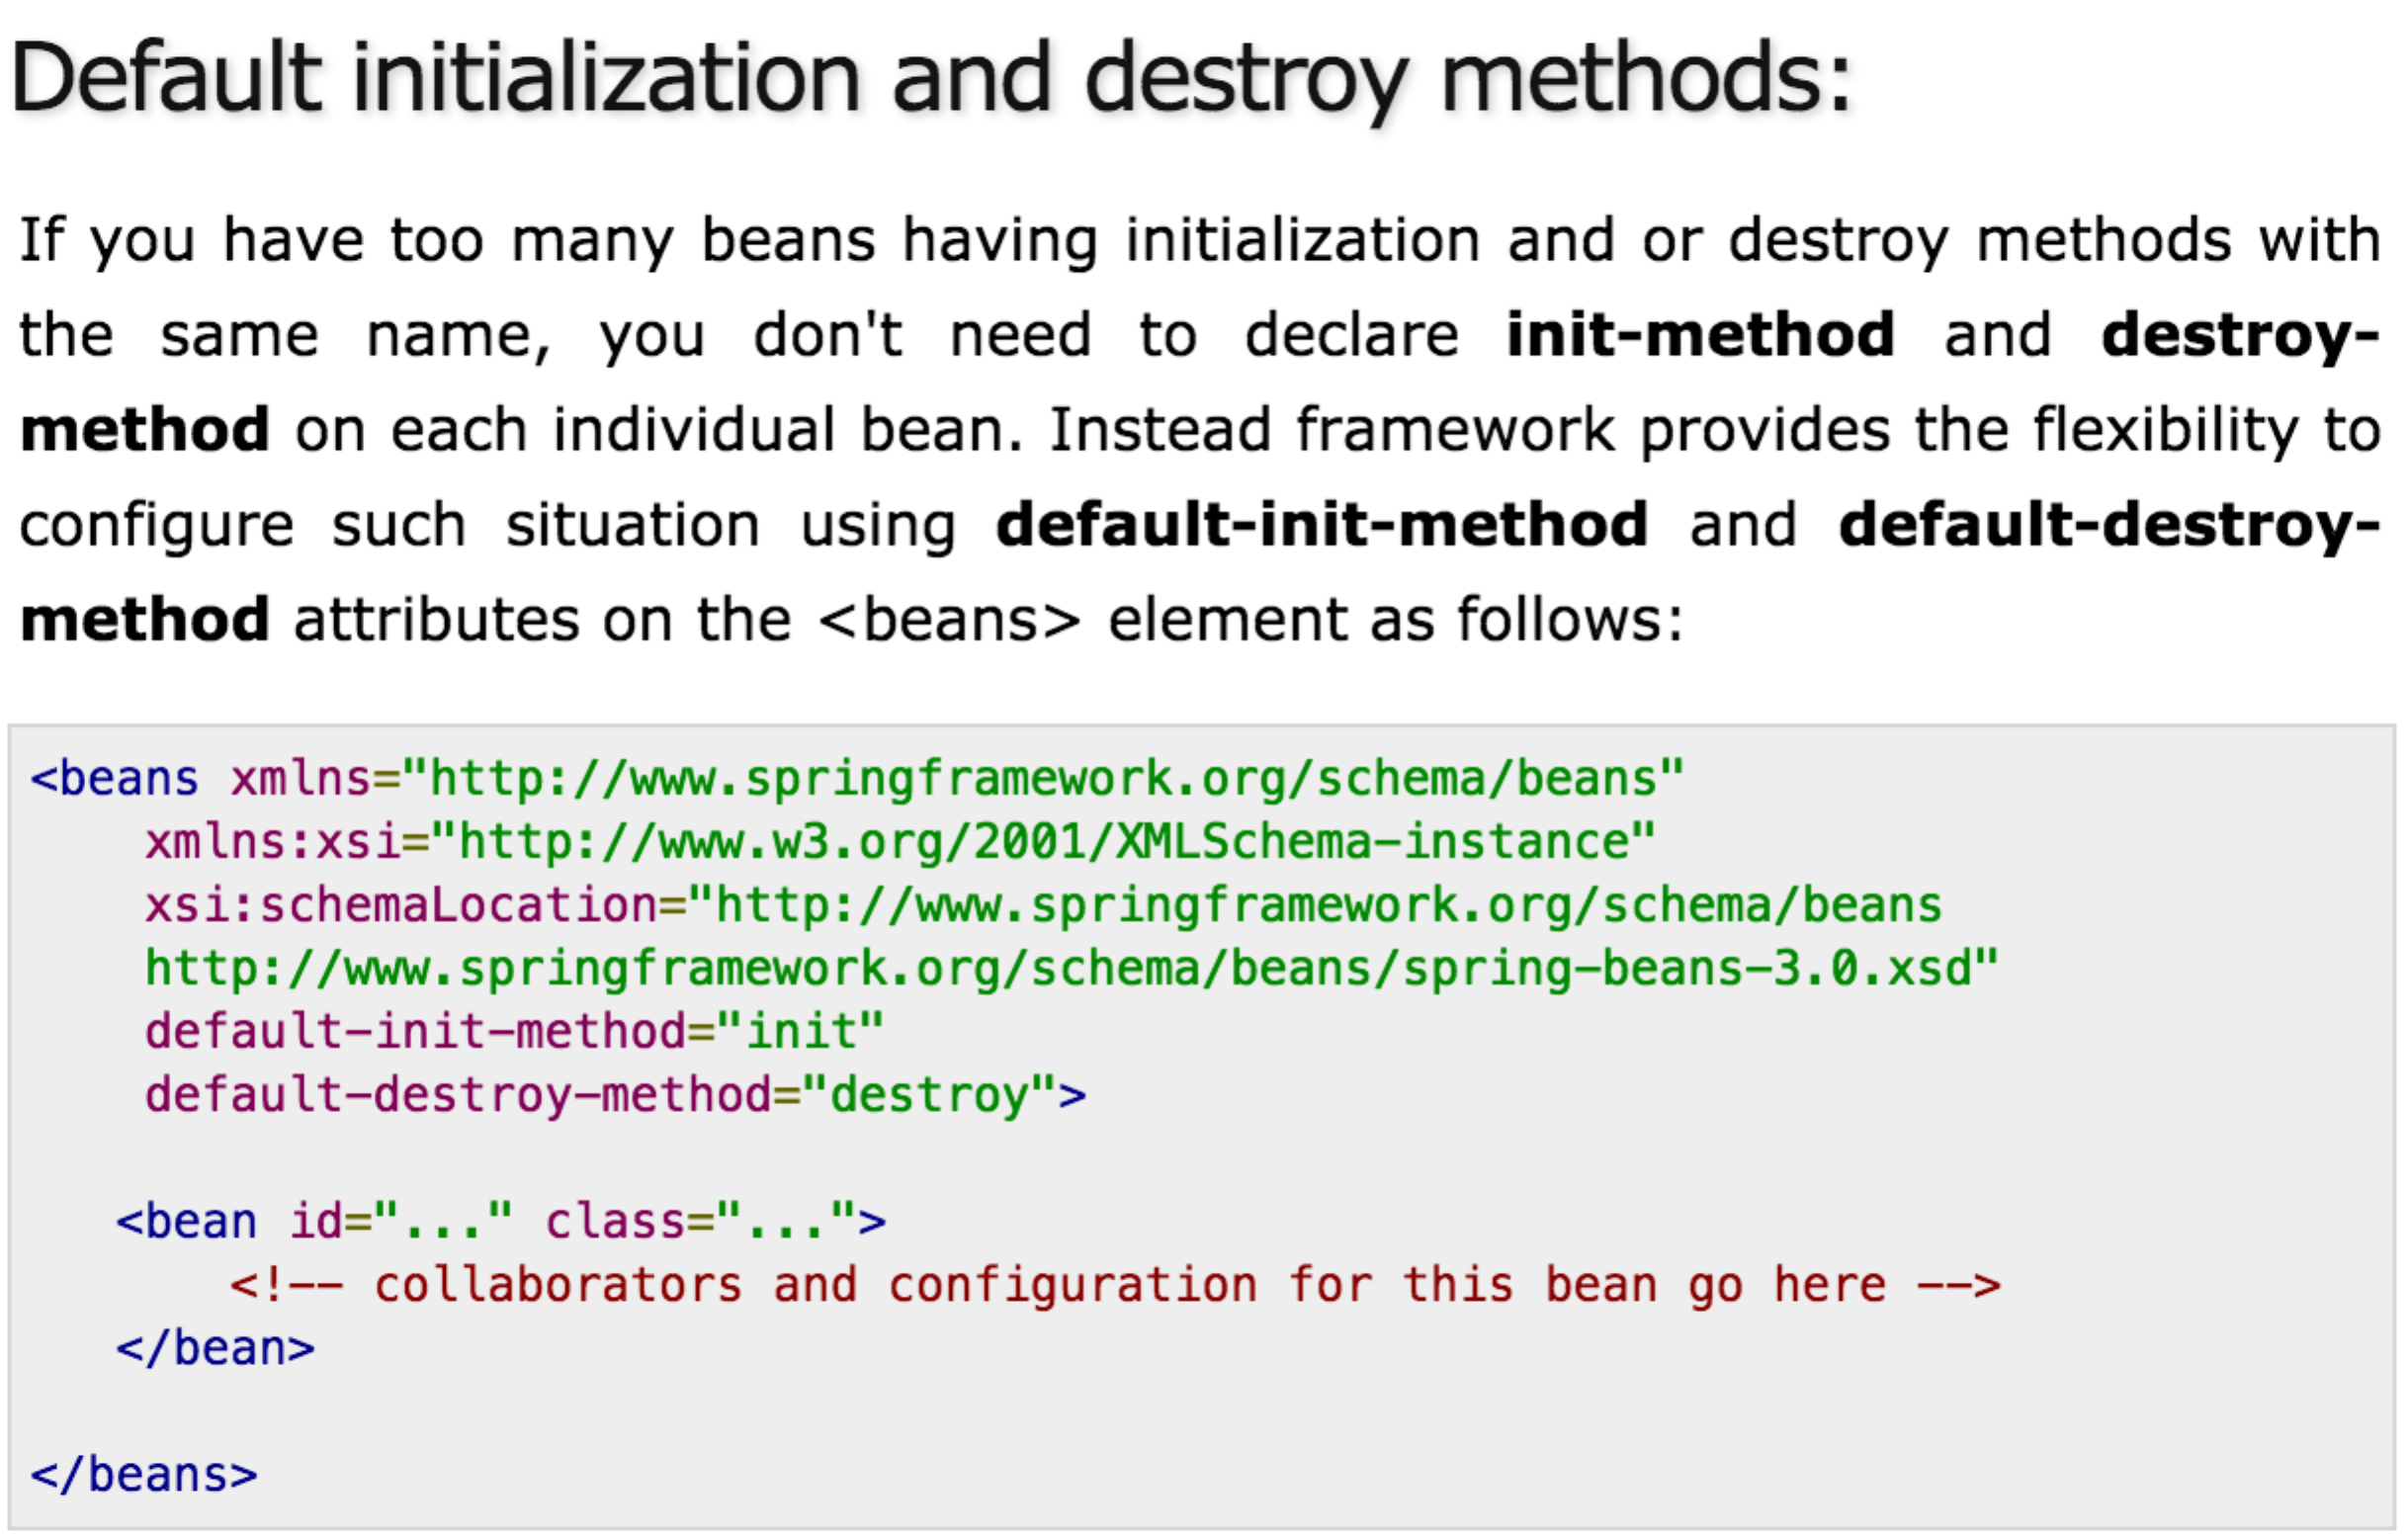 Default initialization and destroy methods:
If you have too many beans having initialization and or destroy methods with
the same name, you don't need to declare init-method and destroy-
method on each individual bean. Instead framework provides the flexibility to
configure such situation using default-init-method and default-destroy-
method attributes on the <beans> element as follows:
<beans xmlns="http://www.springframework.org/schema/beans"
    xmlns:xsi="http://www.w3.org/2001/XMLSchema-instance"
    xsi:schemaLocation="http://www.springframework.org/schema/beans
    http://www.springframework.org/schema/beans/spring-beans-3.0.xsd"
    default-init-method="init"
    default-destroy-method="destroy">
   <bean id="..." class="...">
       <!-- collaborators and configuration for this bean go here -->
   </bean>
</beans>